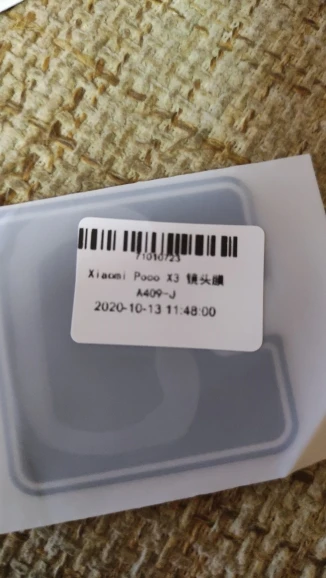 71010723
Xiaomi Poco X3 镜头膜
A409-J
2020-10-13 11:48:00